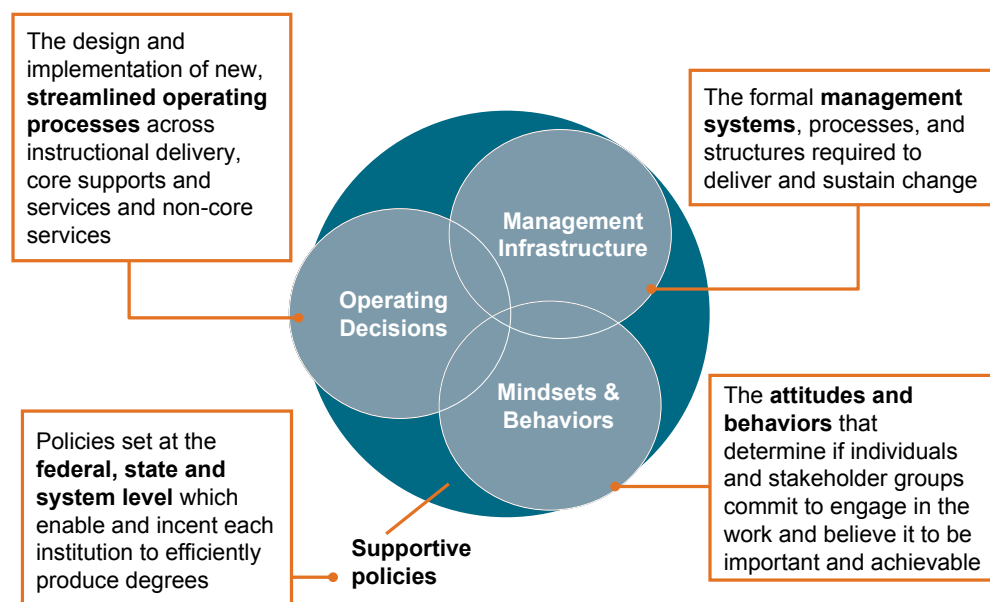 The design and
implementation of new,
streamlined operating
processes across
instructional delivery,
core supports and
services and non-core
services
The formal management
systems, processes, and
structures required to
deliver and sustain change
Management
Infrastructure
Operating
Decisions
Mindsets &
Behaviors
Policies set at the
federal, state and
system level which
enable and incent each
institution to efficiently
produce degrees
Supportive
policies
The attitudes and
behaviors that
determine if individuals
and stakeholder groups
commit to engage in the
work and believe it to be
important and achievable